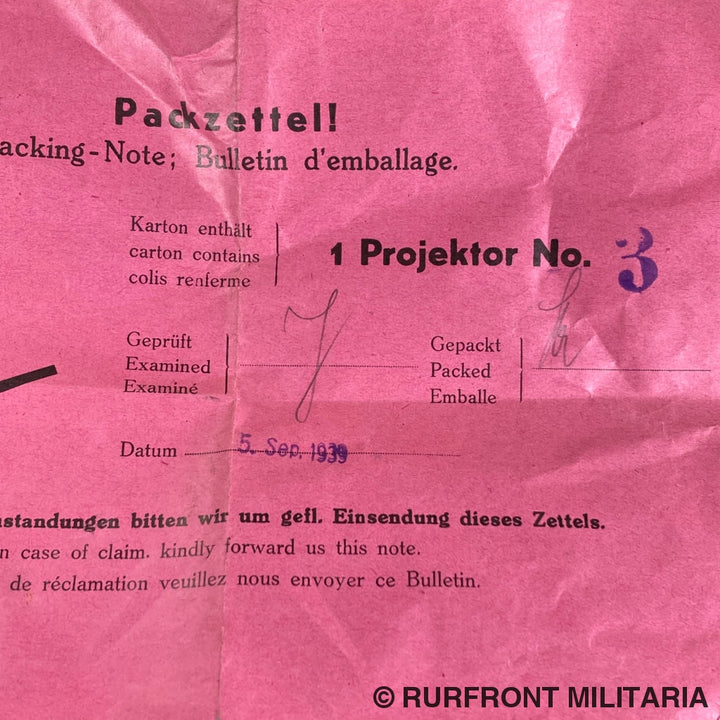 Packzettel!
acking-Note; Bulletin d'emballage.
Karton enthält
carton contains
colis renferme
1 Projektor No. 3
Geprüft
Examined
Examiné
Gepackt
Packed
Emballe
Datum 5. Sep. 1939
nstandungen bitten wir um gefl. Einsendung dieses Zettels.
n case of claim. kindly forward us this note.
de réclamation veuillez nous envoyer ce Bulletin.
© RURFRONT MILITARIA